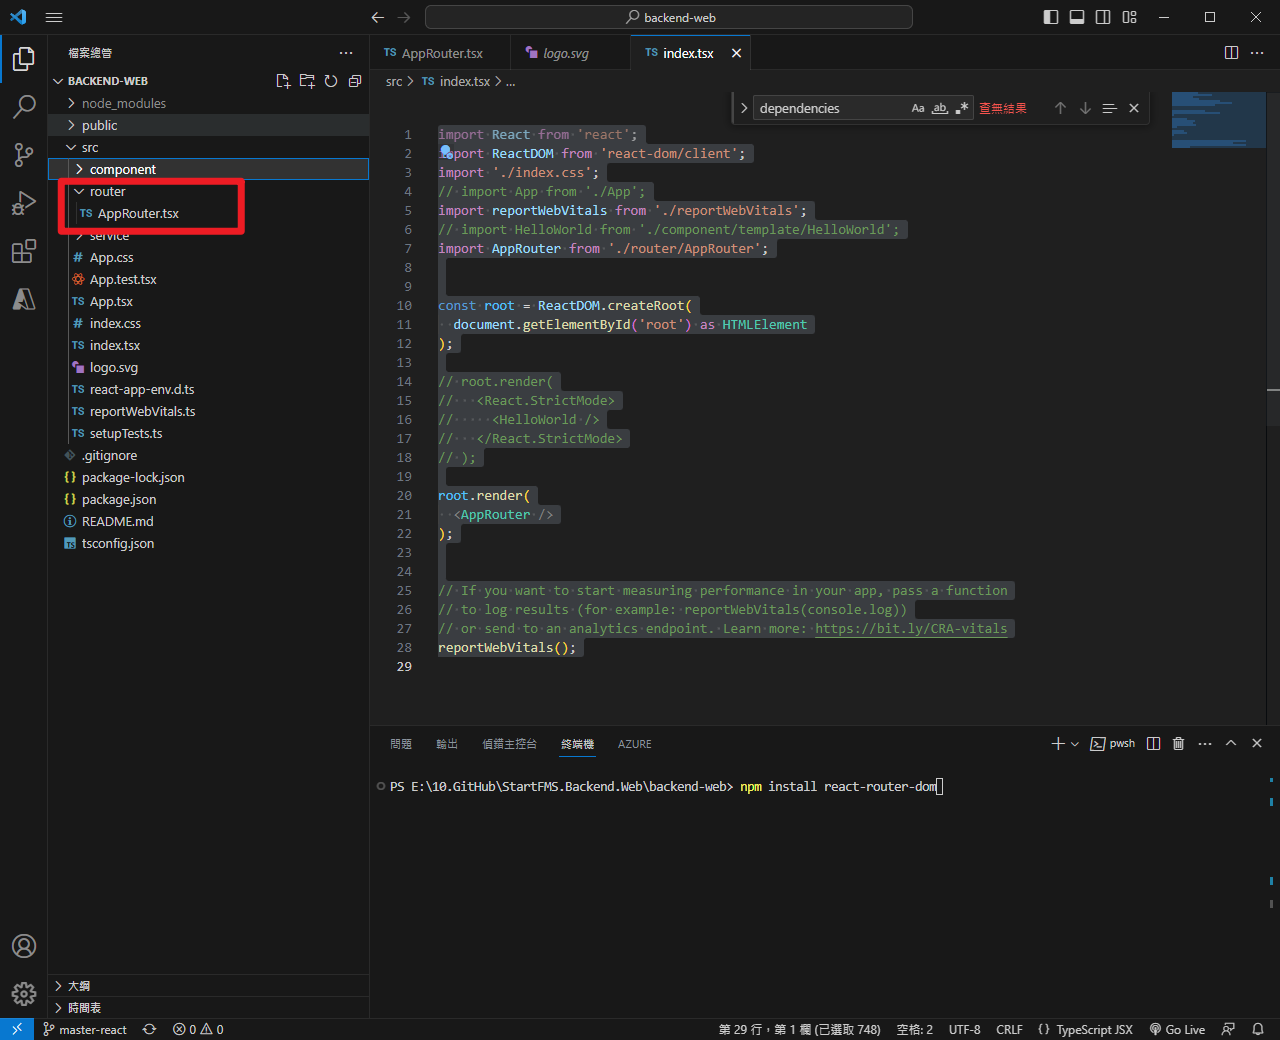 backend-web
檔案總管
AppRouter.tsx
logo.svg
TS index.tsx
BACKEND-WEB
src > TS index.tsx > ...
node_modules
public
src
component
router
TS AppRouter.tsx
service
# App.css
App.test.tsx
TS App.tsx
# index.css
TS index.tsx
logo.svg
TS react-app-env.d.ts
TS reportWebVitals.ts
TS setupTests.ts
.gitignore
{} package-lock.json
{} package.json
README.md
tsconfig.json
大綱
時間表
dependencies Aa ab 查無結果
1 import React from 'react';
2 import ReactDOM from 'react-dom/client';
3 import './index.css';
4 // import App from './App';
5 import reportWebVitals from './reportWebVitals';
6 // import HelloWorld from './component/template/HelloWorld';
7 import AppRouter from './router/AppRouter';
8
9
10 const root = ReactDOM.createRoot(
11 document.getElementById('root') as HTMLElement
12 );
13
14 // root.render(
15 //   <React.StrictMode>
16 //     <HelloWorld />
17 //   </React.StrictMode>
18 // );
19
20 root.render(
21 <AppRouter />
22 );
23
24
25 // If you want to start measuring performance in your app, pass a function
26 // to log results (for example: reportWebVitals(console.log))
27 // or send to an analytics endpoint. Learn more: https://bit.ly/CRA-vitals
28 reportWebVitals();
29
問題 輸出 偵錯主控台 終端機 AZURE pwsh
PS E:\10.GitHub\StartFMS.Backend.Web\backend-web> npm install react-router-dom
master-react 0 0 第 29 行，第 1 欄 (已選取 748) 空格: 2 UTF-8 CRLF {} TypeScript JSX Go Live